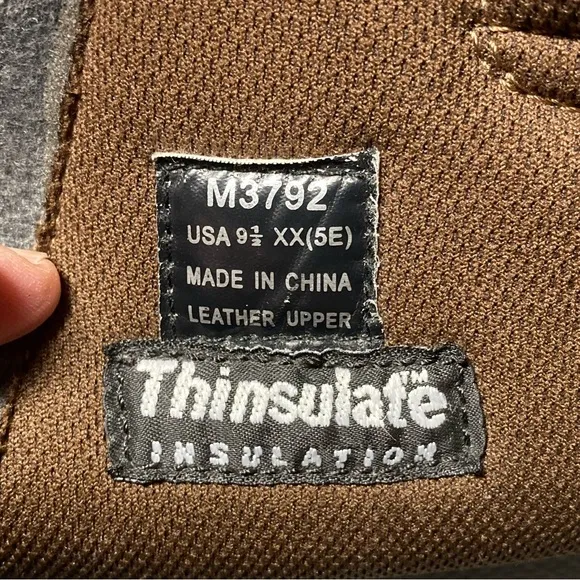 M3792
USA 9½ XX(5E)
MADE IN CHINA
LEATHER UPPER
Thinsulate™
INSULATION